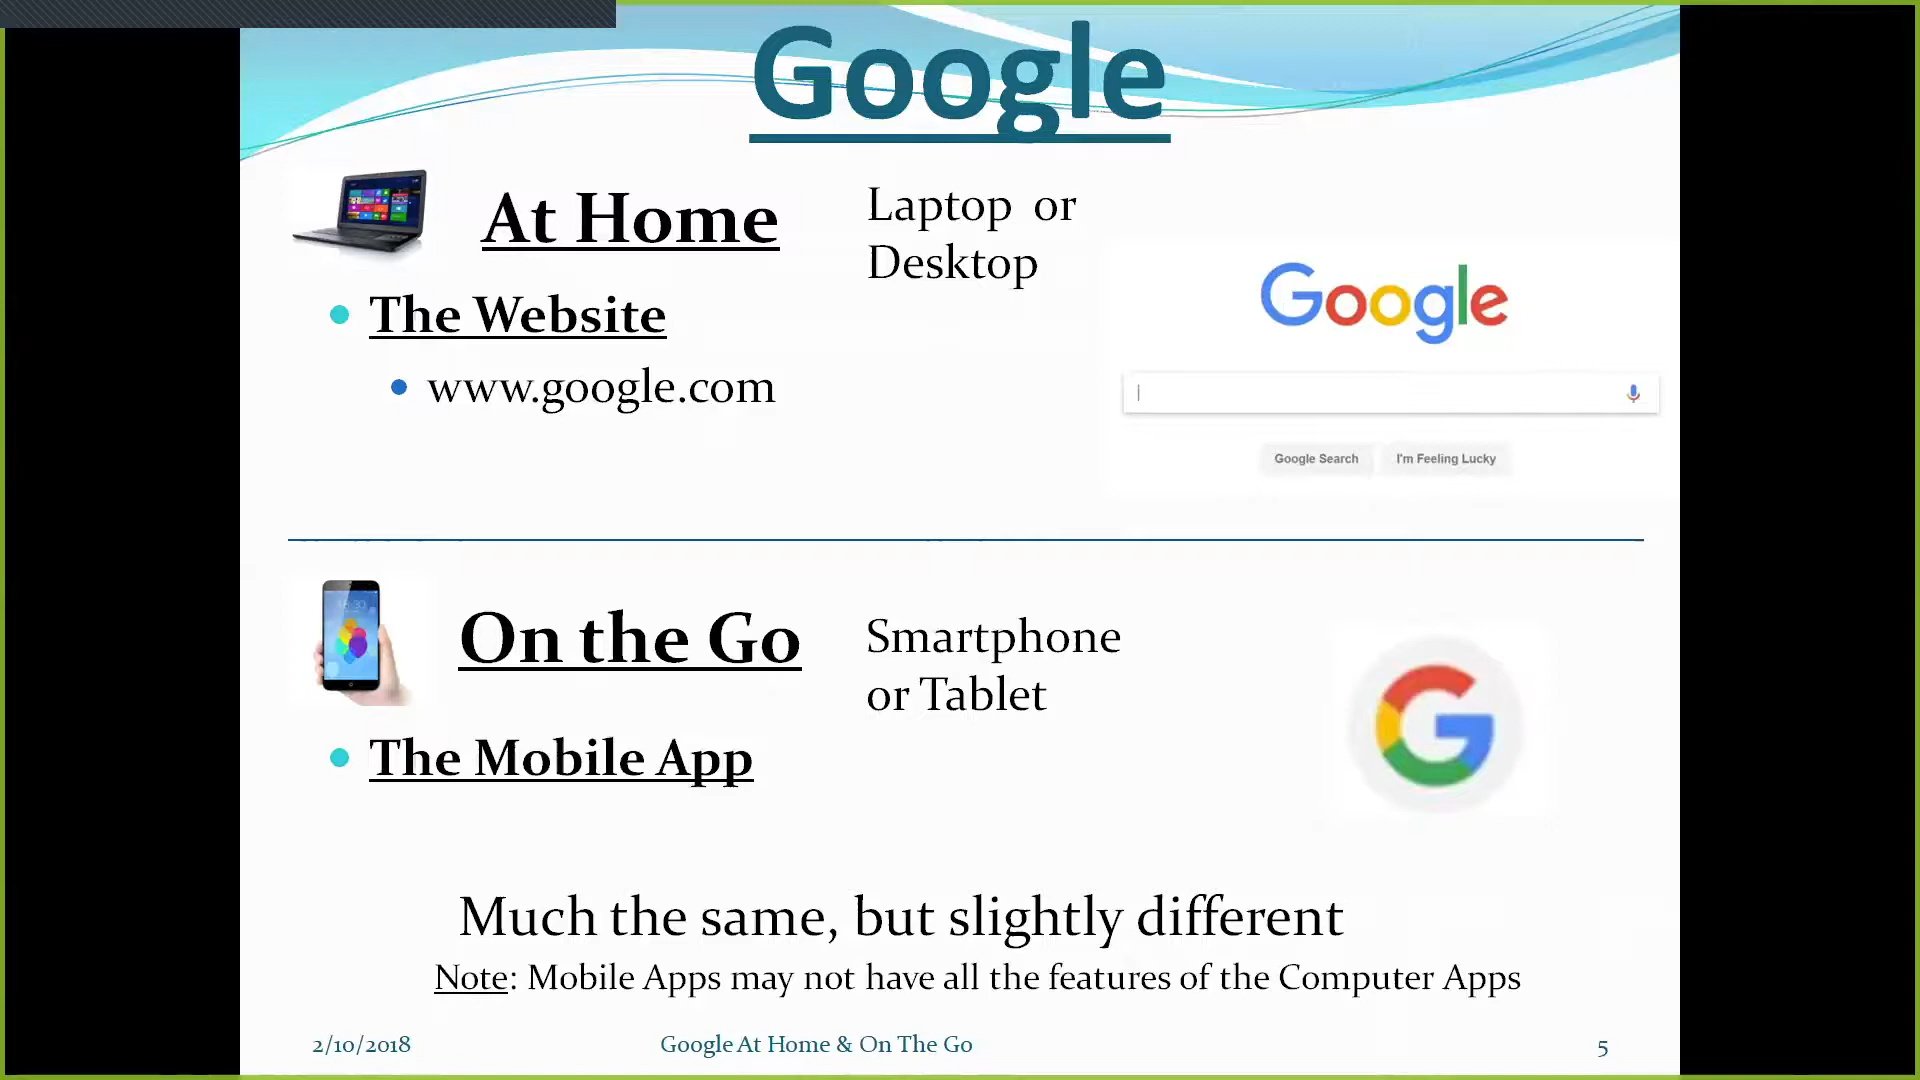 Google
At Home
Laptop or
Desktop
The Website
www.google.com
Google
Google Search
I'm Feeling Lucky
On the Go
Smartphone
or Tablet
The Mobile App
G
Much the same, but slightly different
Note: Mobile Apps may not have all the features of the Computer Apps
2/10/2018
Google At Home & On The Go
5